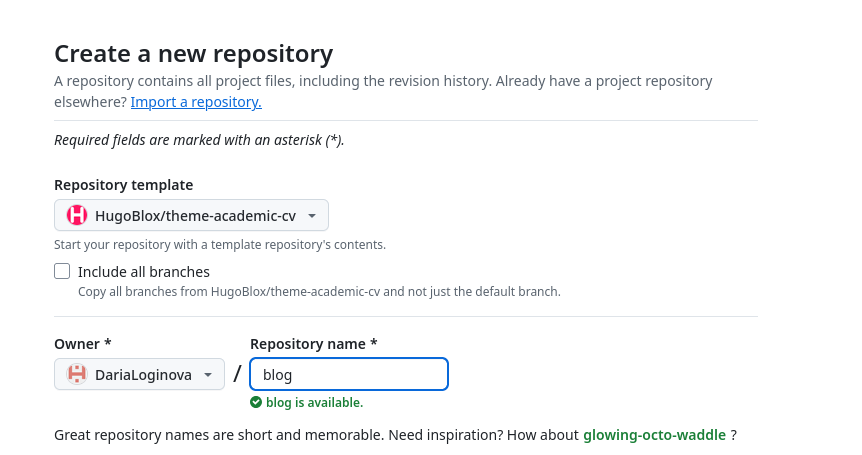 Create a new repository
A repository contains all project files, including the revision history. Already have a project repository
elsewhere? Import a repository.
Required fields are marked with an asterisk (*).
Repository template
HugoBlox/theme-academic-cv
Start your repository with a template repository's contents.
Include all branches
Copy all branches from HugoBlox/theme-academic-cv and not just the default branch.
Owner * Repository name *
DariaLoginova / blog
blog is available.
Great repository names are short and memorable. Need inspiration? How about glowing-octo-waddle ?